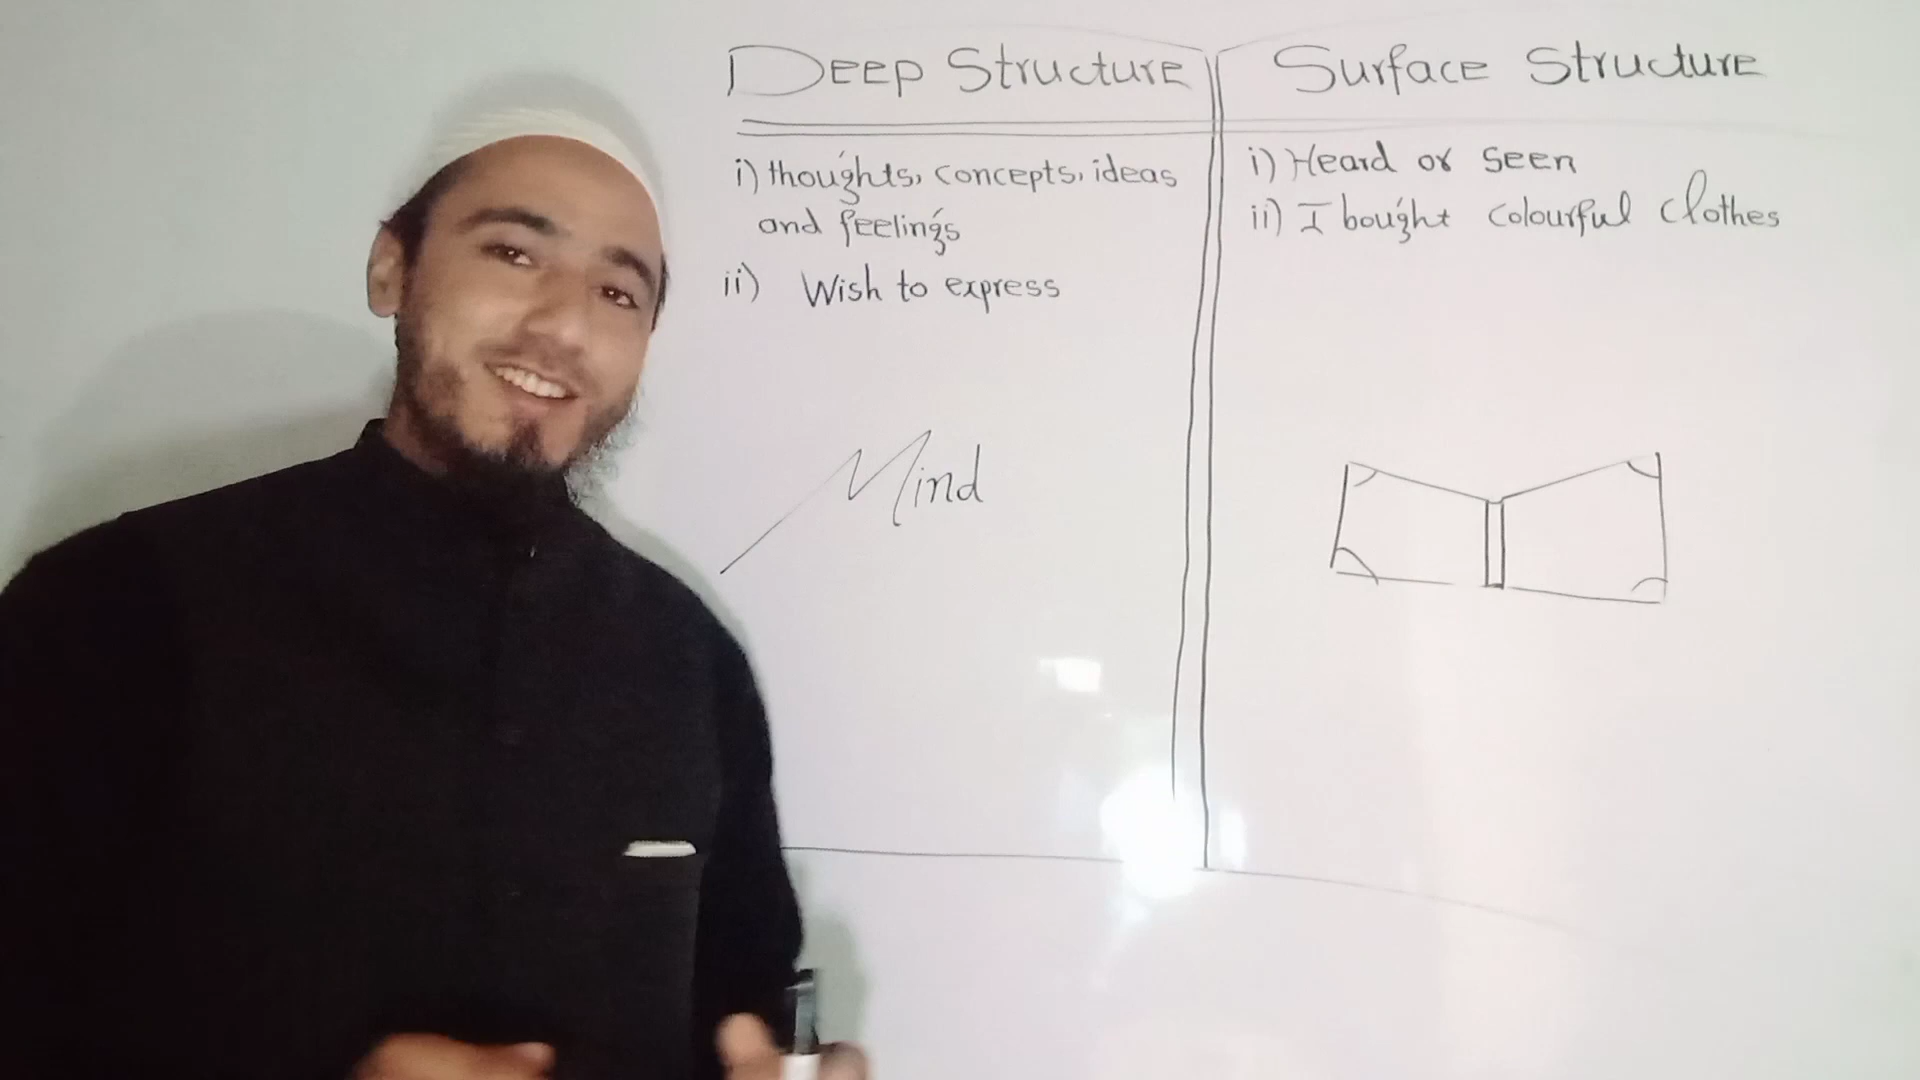 Deep Structure
i) thoughts, concepts, ideas
and feelings
ii) Wish to express
Mind
Surface Structure
i) Heard or Seen
ii) I bought Colourful Clothes